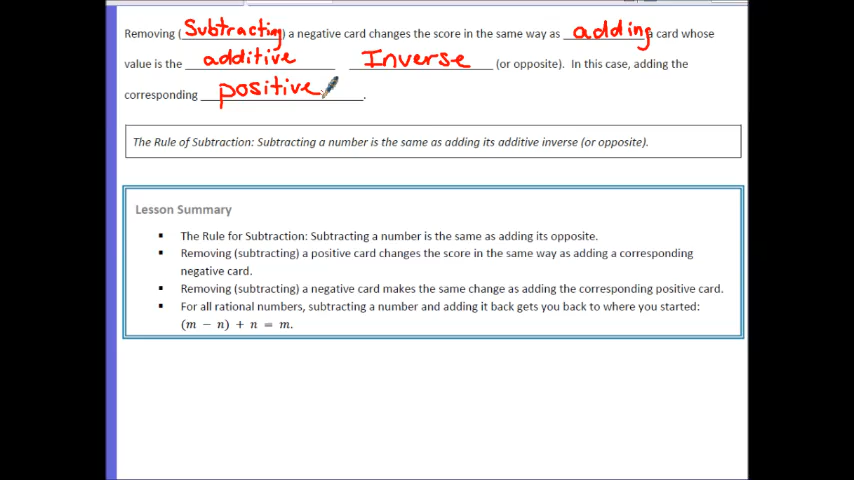 Removing (Subtracting) a negative card changes the score in the same way as adding a card whose
value is the additive Inverse (or opposite). In this case, adding the
corresponding positive.
The Rule of Subtraction: Subtracting a number is the same as adding its additive inverse (or opposite).
Lesson Summary
▪ The Rule for Subtraction: Subtracting a number is the same as adding its opposite.
▪ Removing (subtracting) a positive card changes the score in the same way as adding a corresponding
negative card.
▪ Removing (subtracting) a negative card makes the same change as adding the corresponding positive card.
▪ For all rational numbers, subtracting a number and adding it back gets you back to where you started:
(m − n) + n = m.